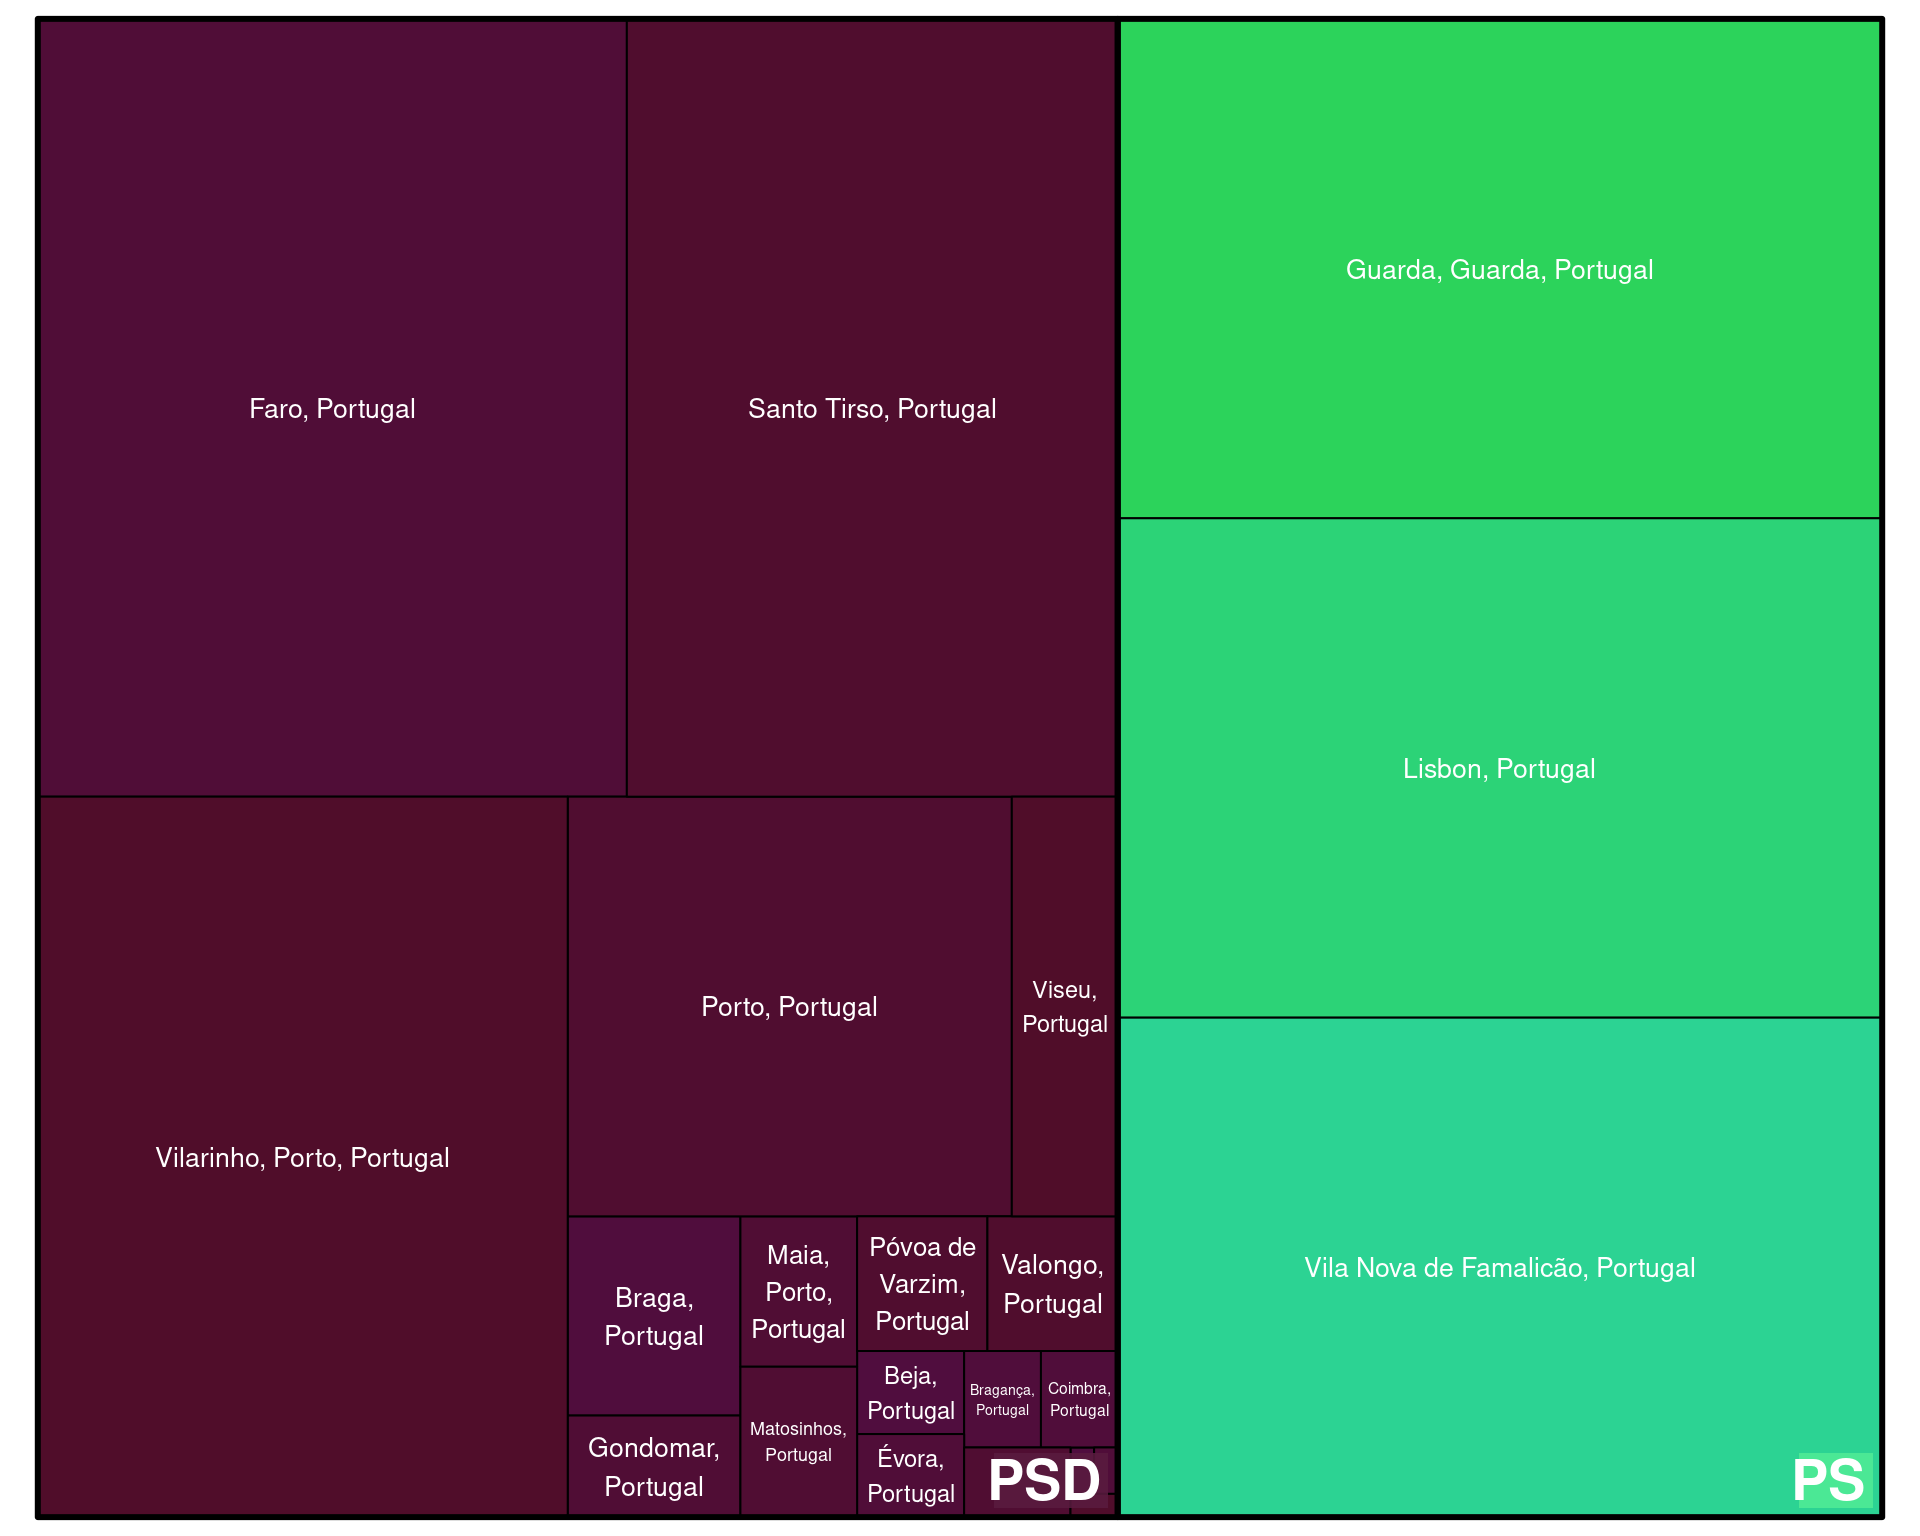 Faro, Portugal
Santo Tirso, Portugal
Guarda, Guarda, Portugal
Lisbon, Portugal
Vilarinho, Porto, Portugal
Porto, Portugal
Viseu,
Portugal
Vila Nova de Famalicão, Portugal
Braga,
Portugal
Maia,
Porto,
Portugal
Póvoa de
Varzim,
Portugal
Valongo,
Portugal
Gondomar,
Portugal
Matosinhos,
Portugal
Beja,
Portugal
Bragança,
Portugal
Coimbra,
Portugal
Évora,
Portugal
PSD
PS